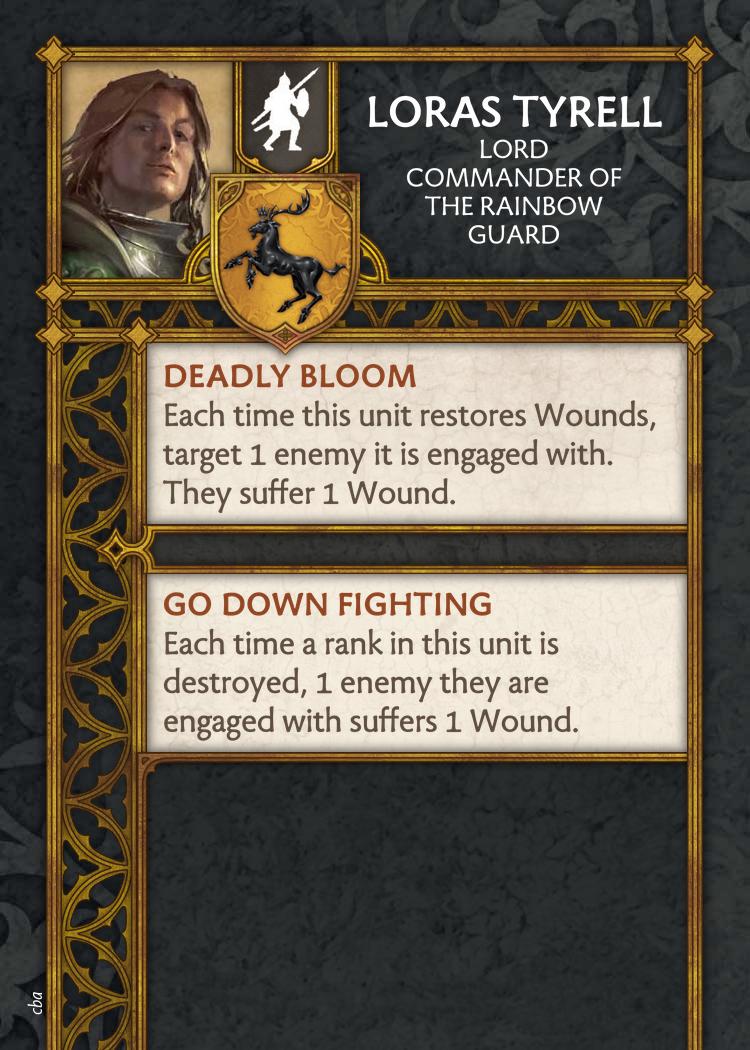 LORAS TYRELL
LORD
COMMANDER OF
THE RAINBOW
GUARD
DEADLY BLOOM
Each time this unit restores Wounds,
target 1 enemy it is engaged with.
They suffer 1 Wound.
GO DOWN FIGHTING
Each time a rank in this unit is
destroyed, 1 enemy they are
engaged with suffers 1 Wound.
cba